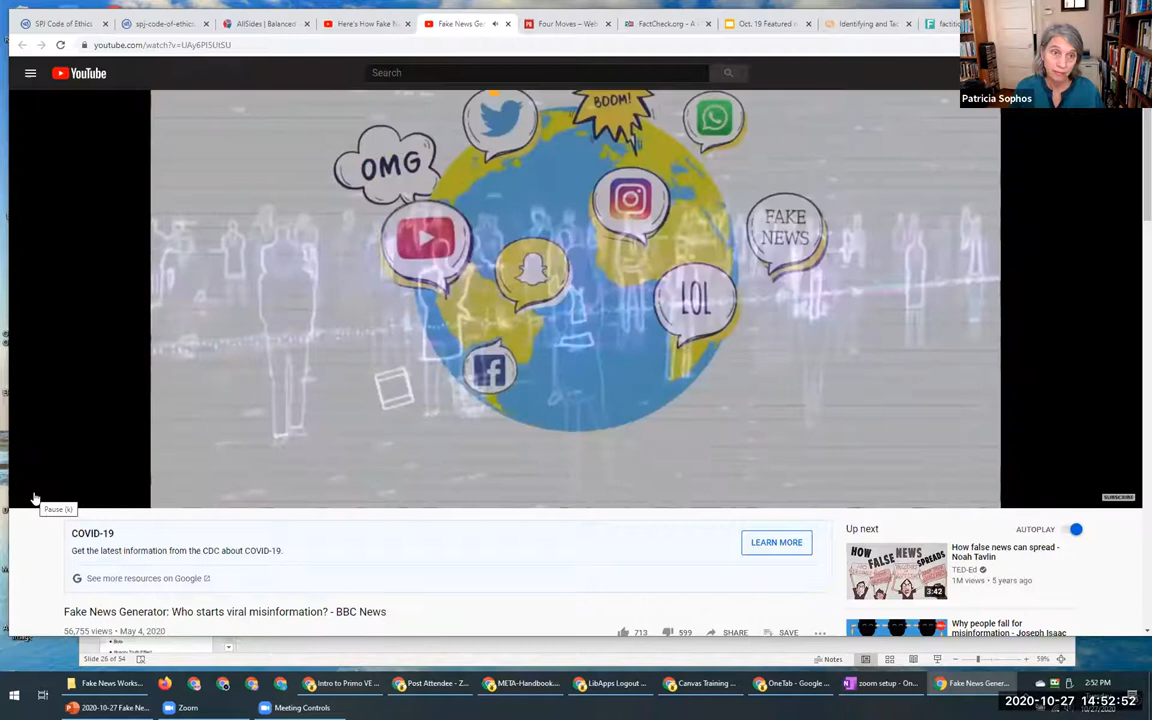 SPJ Code of Ethics
spj-code-of-ethics.
AllSides | Balanced
Here's How Fake N
Fake News Ger
Four Moves – Web
FactCheck.org – A
Oct. 19 Featured n
Identifying and Tac
factitio
youtube.com/watch?v=UAy6Pl5UtSU
YouTube
Search
Patricia Sophos
BOOM!
OMG
FAKE
NEWS
LOL
Pause (k)
SUBSCRIBE
COVID-19
Get the latest information from the CDC about COVID-19.
LEARN MORE
See more resources on Google
Fake News Generator: Who starts viral misinformation? - BBC News
56,755 views • May 4, 2020
713
599
SHARE
SAVE
Up next
AUTOPLAY
HOW FALSE NEWS SPREADS
3:42
How false news can spread -
Noah Tavlin
TED-Ed
1M views • 5 years ago
Why people fall for
misinformation - Joseph Isaac
Slide 26 of 54
Notes
59%
Fake News Works...
Intro to Primo VE ...
Post Attendee - Z...
META-Handbook...
LibApps Logout ...
Canvas Training ...
OneTab - Google ...
zoom setup - On...
Fake News Gener...
2:52 PM
2020-10-27 Fake Ne...
Zoom
Meeting Controls
2020-10-27 14:52:52